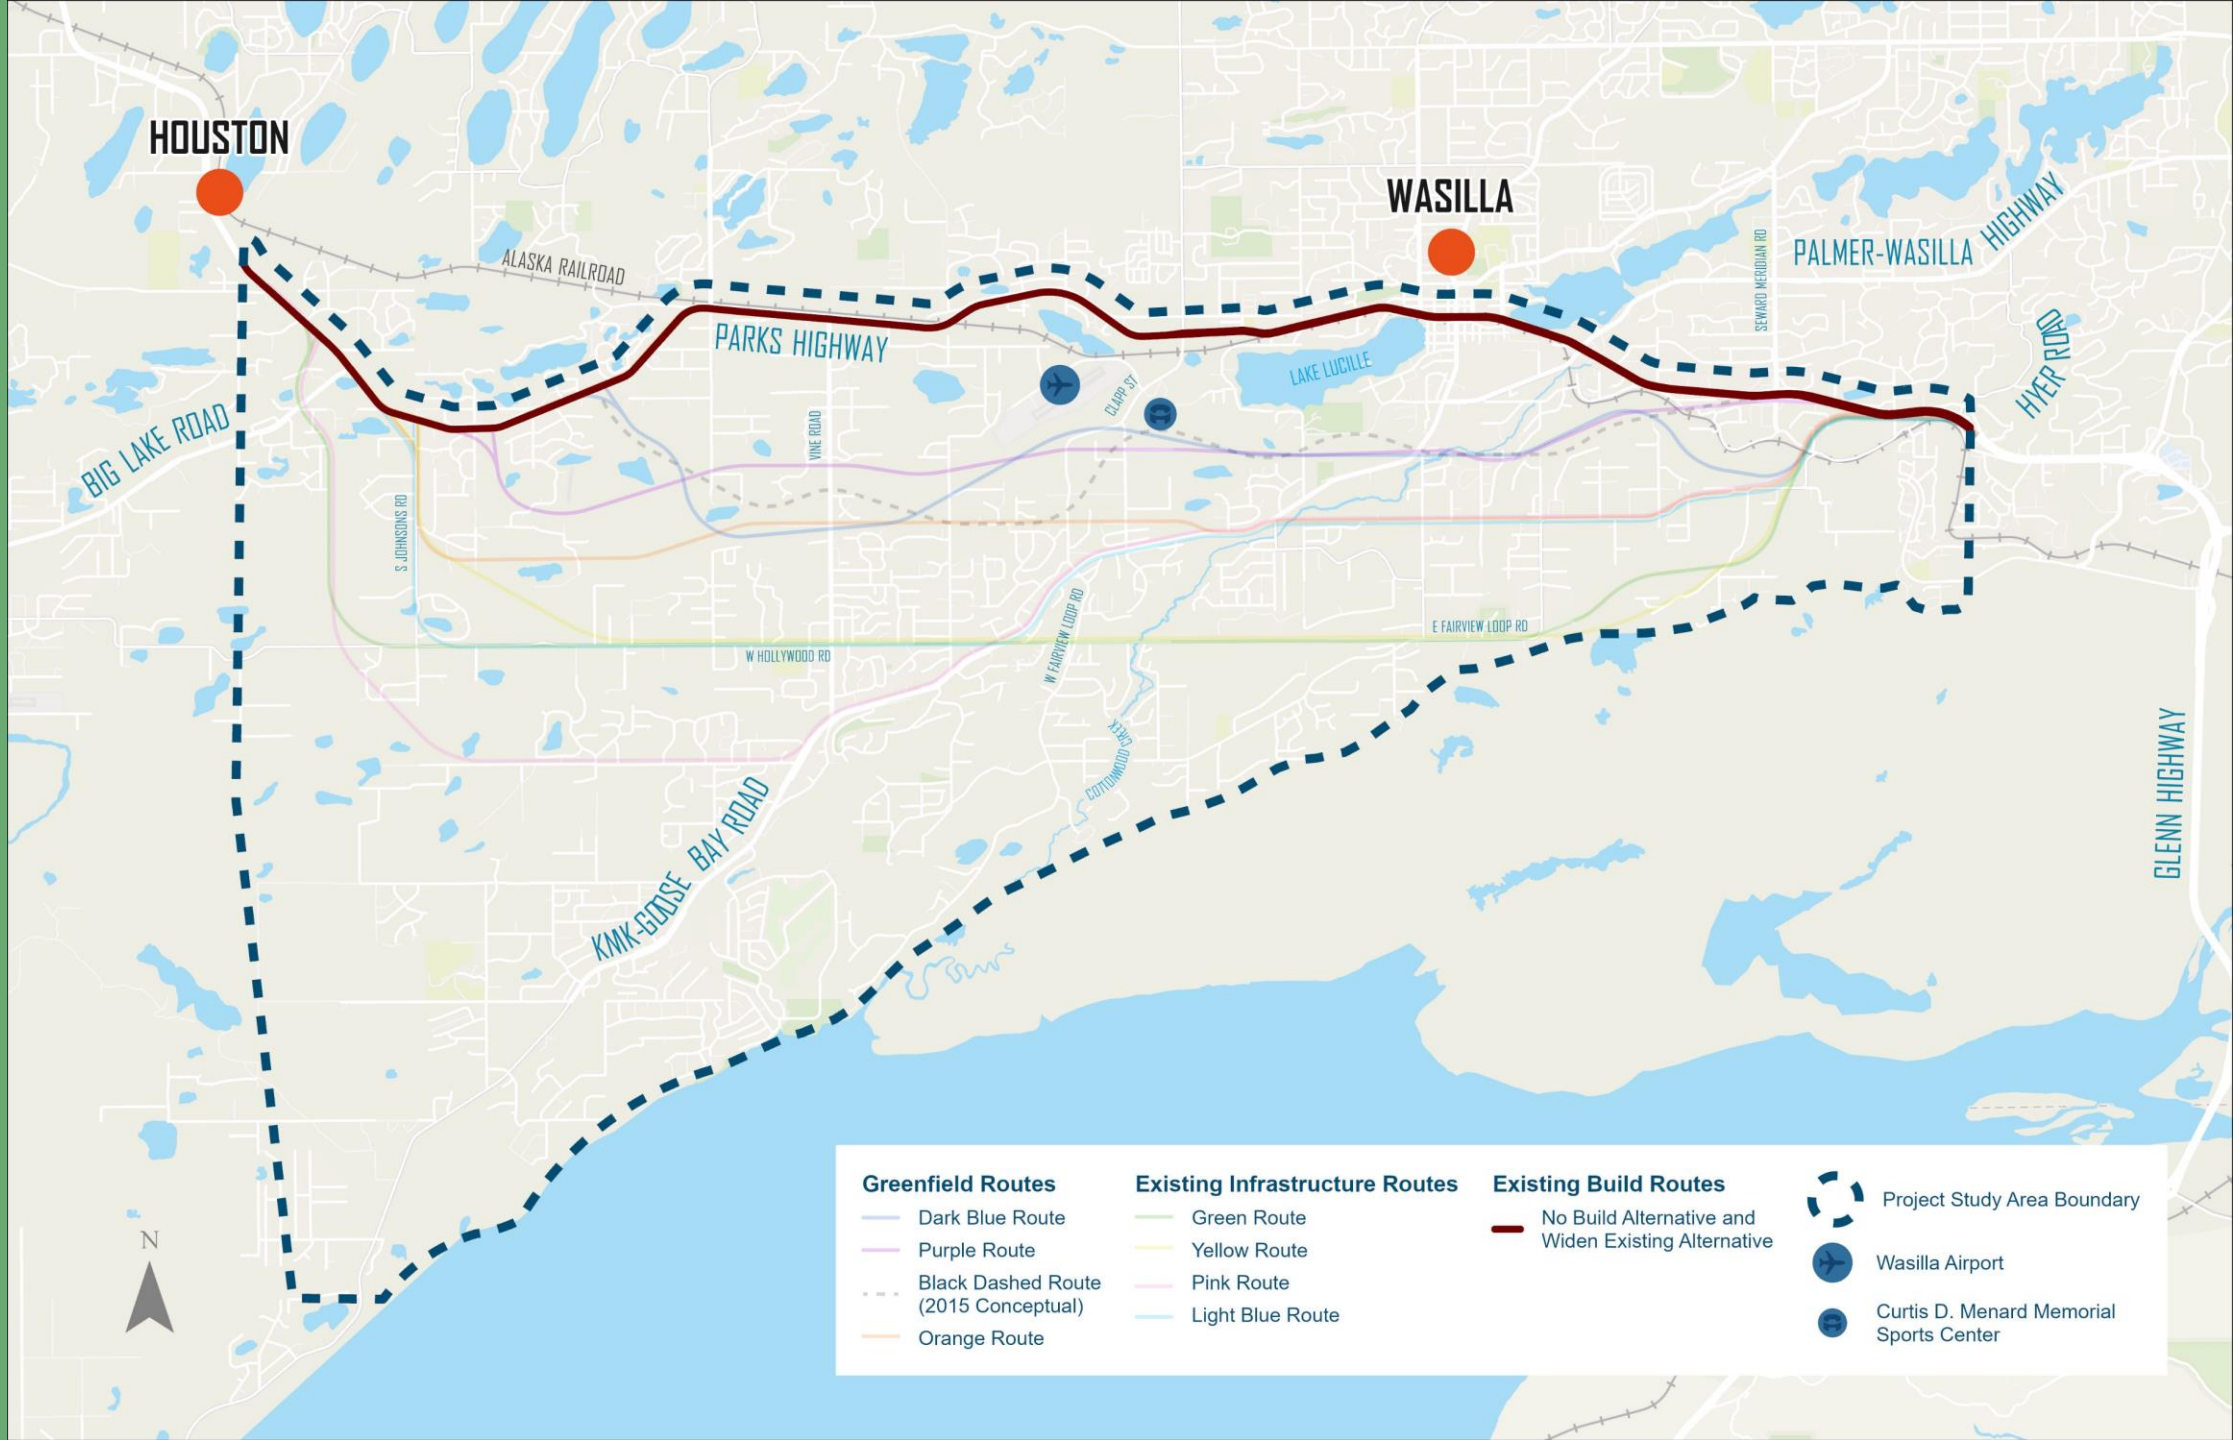 HOUSTON
WASILLA
PALMER-WASILLA HIGHWAY
SEWARD MERIDIAN RD
ALASKA RAILROAD
PARKS HIGHWAY
LAKE LUCILLE
HYER ROAD
CLAPP ST
VINE ROAD
BIG LAKE ROAD
S JOHNSONS RD
W FAIRVIEW LOOP RD
E FAIRVIEW LOOP RD
W HOLLYWOOD RD
COTTONWOOD CREEK
KMK-GOOSE BAY ROAD
GLENN HIGHWAY
N
Greenfield Routes
Dark Blue Route
Purple Route
Black Dashed Route
(2015 Conceptual)
Orange Route
Existing Infrastructure Routes
Green Route
Yellow Route
Pink Route
Light Blue Route
Existing Build Routes
No Build Alternative and
Widen Existing Alternative
Project Study Area Boundary
Wasilla Airport
Curtis D. Menard Memorial
Sports Center